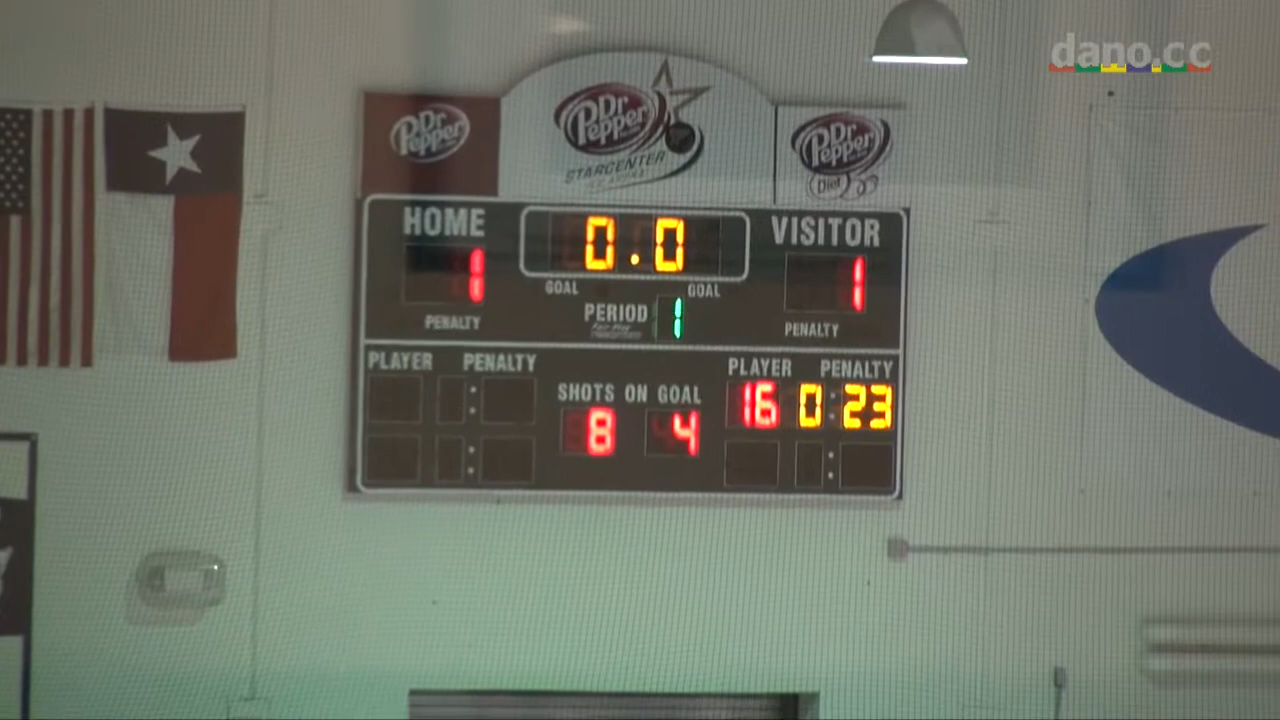 dano.cc
Dr Pepper
Dr Pepper
STARCENTER
Dr Pepper
Diet
HOME
0.0
VISITOR
1
1
GOAL
GOAL
PERIOD 1
PENALTY
PENALTY
PLAYER PENALTY
PLAYER PENALTY
SHOTS ON GOAL
16 0:23
8 4